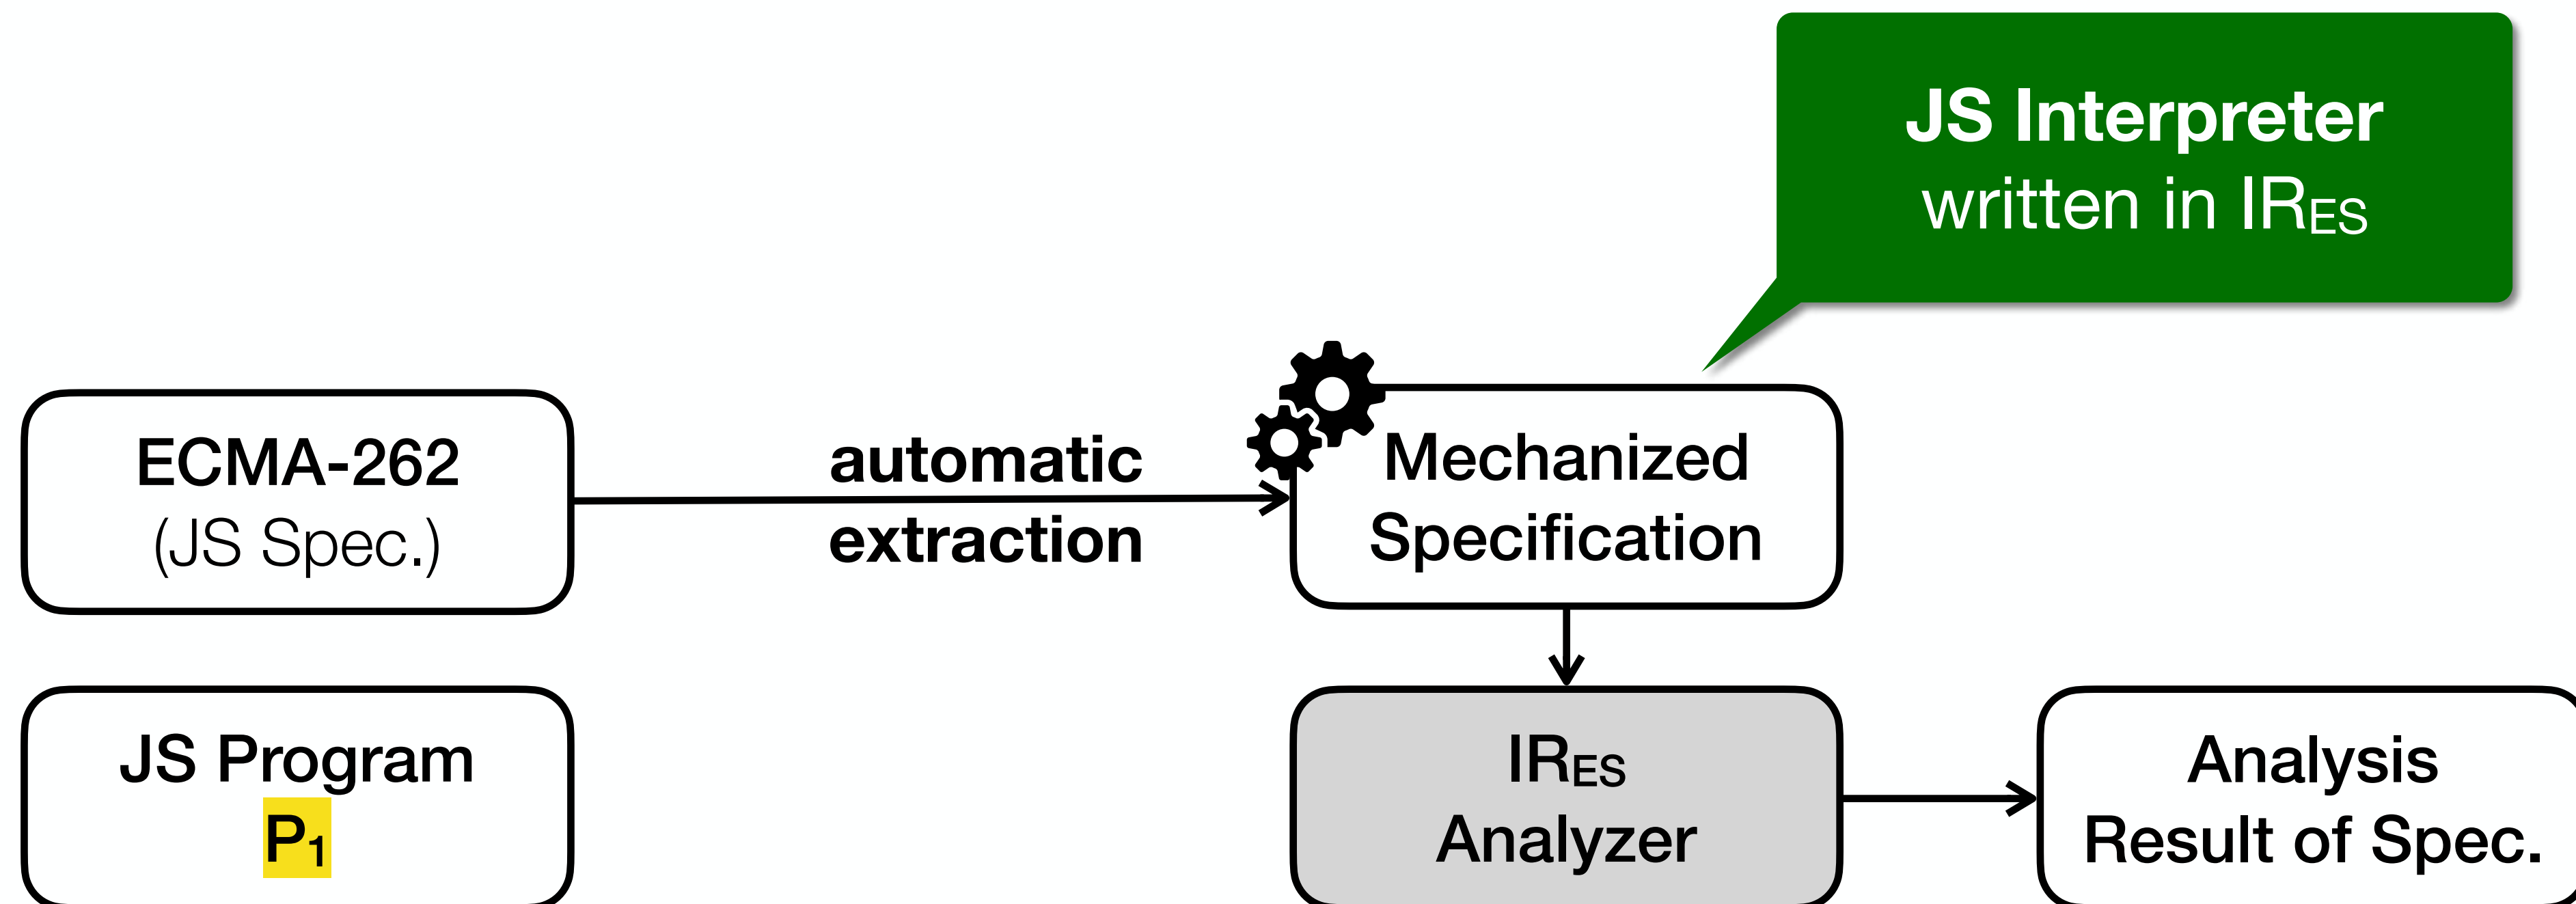 JS Interpreter
written in IRES
ECMA-262
(JS Spec.)
automatic
extraction
Mechanized
Specification
JS Program
P1
IRES
Analyzer
Analysis
Result of Spec.